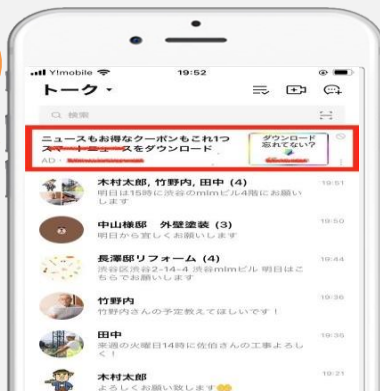 Y!mobile 19:52
トーク
検索
ニュースもお得なクーポンもこれ1つ
スマートニュースをダウンロード
AD・
ダウンロード
忘れてない?
木村太郎, 竹野内, 田中 (4) 19:51
明日は15時に渋谷のmimビル4階にお願い
します
中山様邸 外壁塗装 (3) 19:50
明日から宜しくお願いします
長澤邸リフォーム (4) 19:44
渋谷区渋谷2-14-4 渋谷mimビル 明日はこ
ちらでお願いします
竹野内 19:36
竹野内さんの予定教えてほしいです!
田中 19:35
来週の火曜日14時に佐伯さんの工事よろし
く!
木村太郎 19:21
よろしくお願い致します